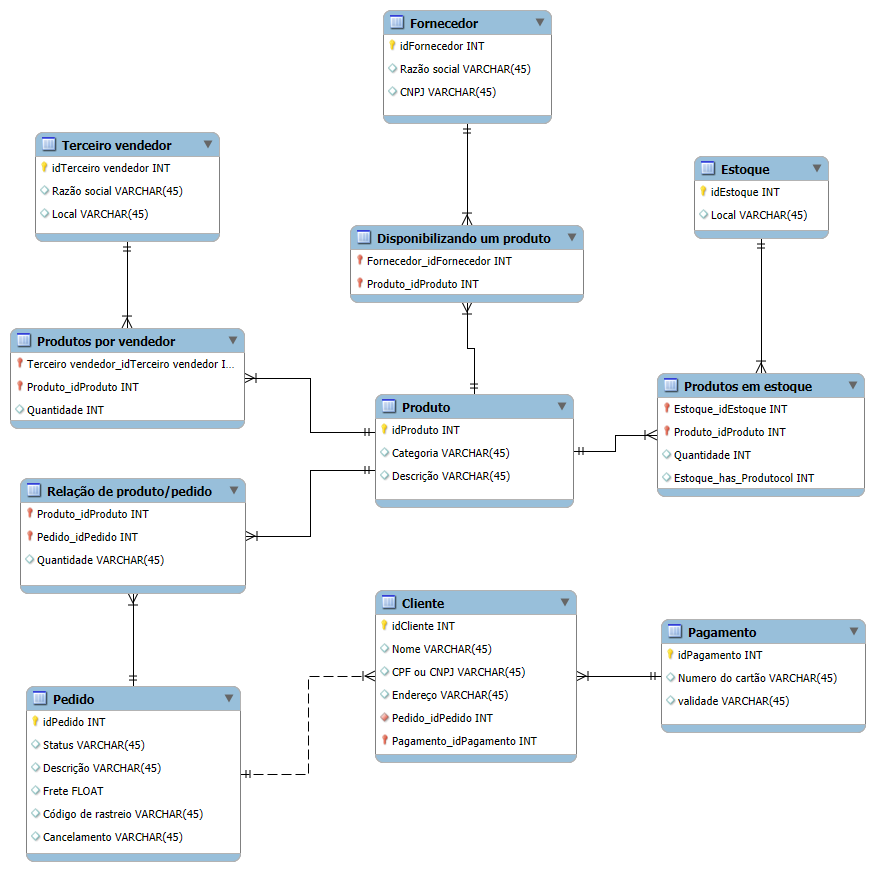 Fornecedor
idFornecedor INT
Razão social VARCHAR(45)
CNPJ VARCHAR(45)
Terceiro vendedor
idTerceiro vendedor INT
Razão social VARCHAR(45)
Local VARCHAR(45)
Estoque
idEstoque INT
Local VARCHAR(45)
Disponibilizando um produto
Fornecedor_idFornecedor INT
Produto_idProduto INT
Produtos por vendedor
Terceiro vendedor_idTerceiro vendedor I...
Produto_idProduto INT
Quantidade INT
Produto
idProduto INT
Categoria VARCHAR(45)
Descrição VARCHAR(45)
Produtos em estoque
Estoque_idEstoque INT
Produto_idProduto INT
Quantidade INT
Estoque_has_Produtocol INT
Relação de produto/pedido
Produto_idProduto INT
Pedido_idPedido INT
Quantidade VARCHAR(45)
Cliente
idCliente INT
Nome VARCHAR(45)
CPF ou CNPJ VARCHAR(45)
Endereço VARCHAR(45)
Pedido_idPedido INT
Pagamento_idPagamento INT
Pagamento
idPagamento INT
Numero do cartão VARCHAR(45)
validade VARCHAR(45)
Pedido
idPedido INT
Status VARCHAR(45)
Descrição VARCHAR(45)
Frete FLOAT
Código de rastreio VARCHAR(45)
Cancelamento VARCHAR(45)